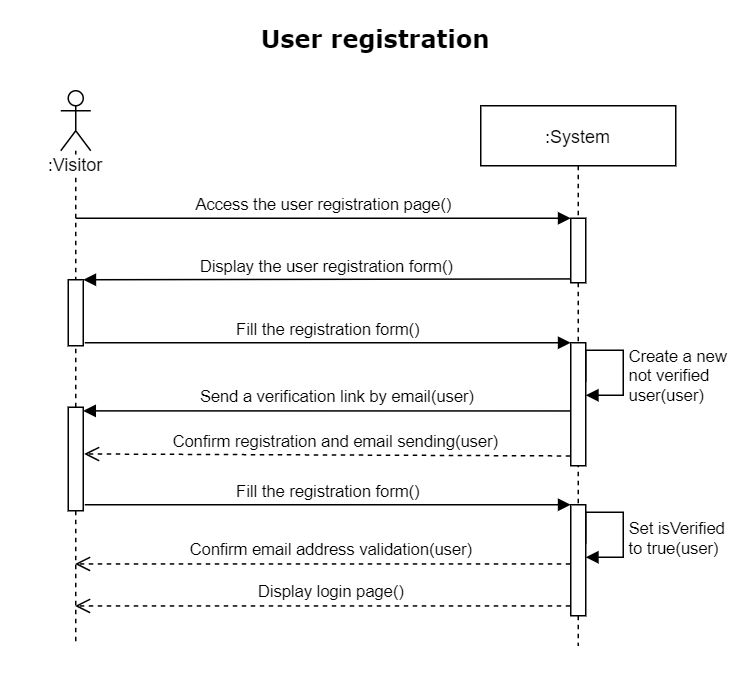 User registration
:Visitor
:System
Access the user registration page()
Display the user registration form()
Fill the registration form()
Create a new
not verified
user(user)
Send a verification link by email(user)
Confirm registration and email sending(user)
Fill the registration form()
Set isVerified
to true(user)
Confirm email address validation(user)
Display login page()